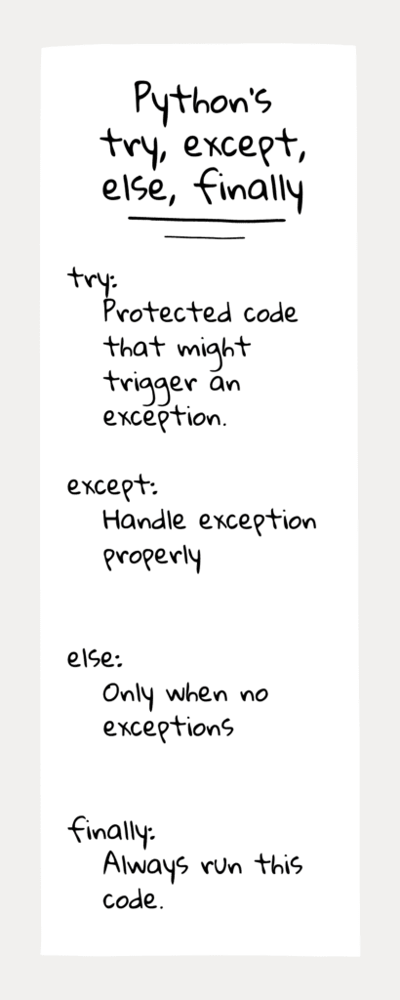 Python's
try, except,
else, finally
try:
Protected code
that might
trigger an
exception.
except:
Handle exception
properly
else:
Only when no
exceptions
finally:
Always run this
code.